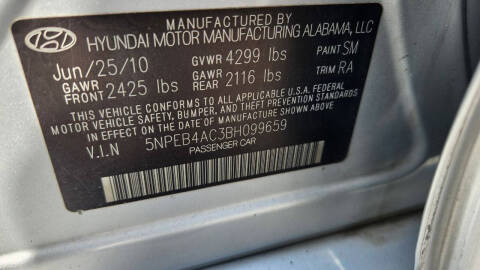 MANUFACTURED BY
HYUNDAI MOTOR MANUFACTURING ALABAMA, LLC
Jun/25/10 GVWR 4299 lbs PAINT SM
GAWR FRONT 2425 lbs GAWR REAR 2116 lbs TRIM RA
THIS VEHICLE CONFORMS TO ALL APPLICABLE U.S.A. FEDERAL
MOTOR VEHICLE SAFETY, BUMPER, AND THEFT PREVENTION STANDARDS
IN EFFECT ON THE DATE OF MANUFACTURE SHOWN ABOVE.
V.I.N 5NPEB4AC3BH099659
PASSENGER CAR